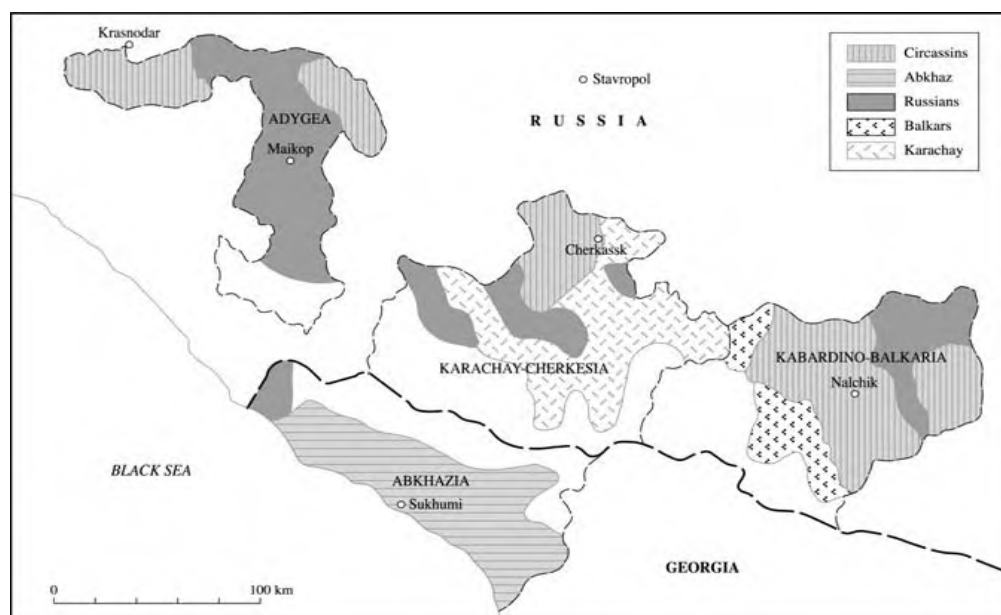 Krasnodar
Stavropol
Circassins
Abkhaz
Russians
Balkars
Karachay
RUSSIA
ADYGEA
Maikop
Cherkassk
KARACHAY-CHERKESIA
KABARDINO-BALKARIA
Nalchik
BLACK SEA
ABKHAZIA
Sukhumi
GEORGIA
0 100 km